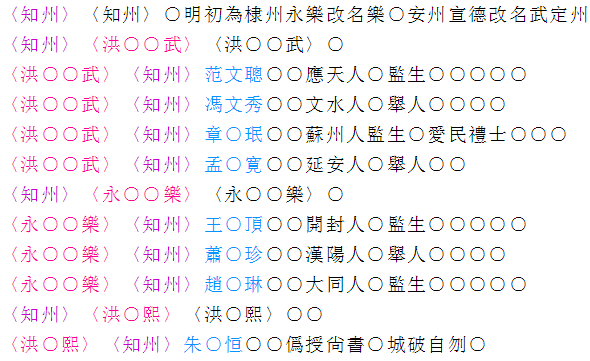 〈知州〉〈知州〉○明初為棣州永樂改名樂○安州宣德改名武定州
〈知州〉〈洪○○武〉〈洪○○武〉○
〈洪○○武〉〈知州〉范文聰○○應天人○監生○○○○○
〈洪○○武〉〈知州〉馮文秀○○文水人○舉人○○○○
〈洪○○武〉〈知州〉章○珉○○蘇州人監生○愛民禮士○○○
〈洪○○武〉〈知州〉孟○寬○○延安人○舉人○○
〈知州〉〈永○○樂〉〈永○○樂〉○
〈永○○樂〉〈知州〉王○頂○○開封人○監生○○○○○
〈永○○樂〉〈知州〉蕭○珍○○漢陽人○舉人○○○○
〈永○○樂〉〈知州〉趙○琳○○大同人○監生○○○○○
〈知州〉〈洪○熙〉〈洪○熙〉○○
〈洪○熙〉〈知州〉朱○恒○○僞授尙書○城破自刎○